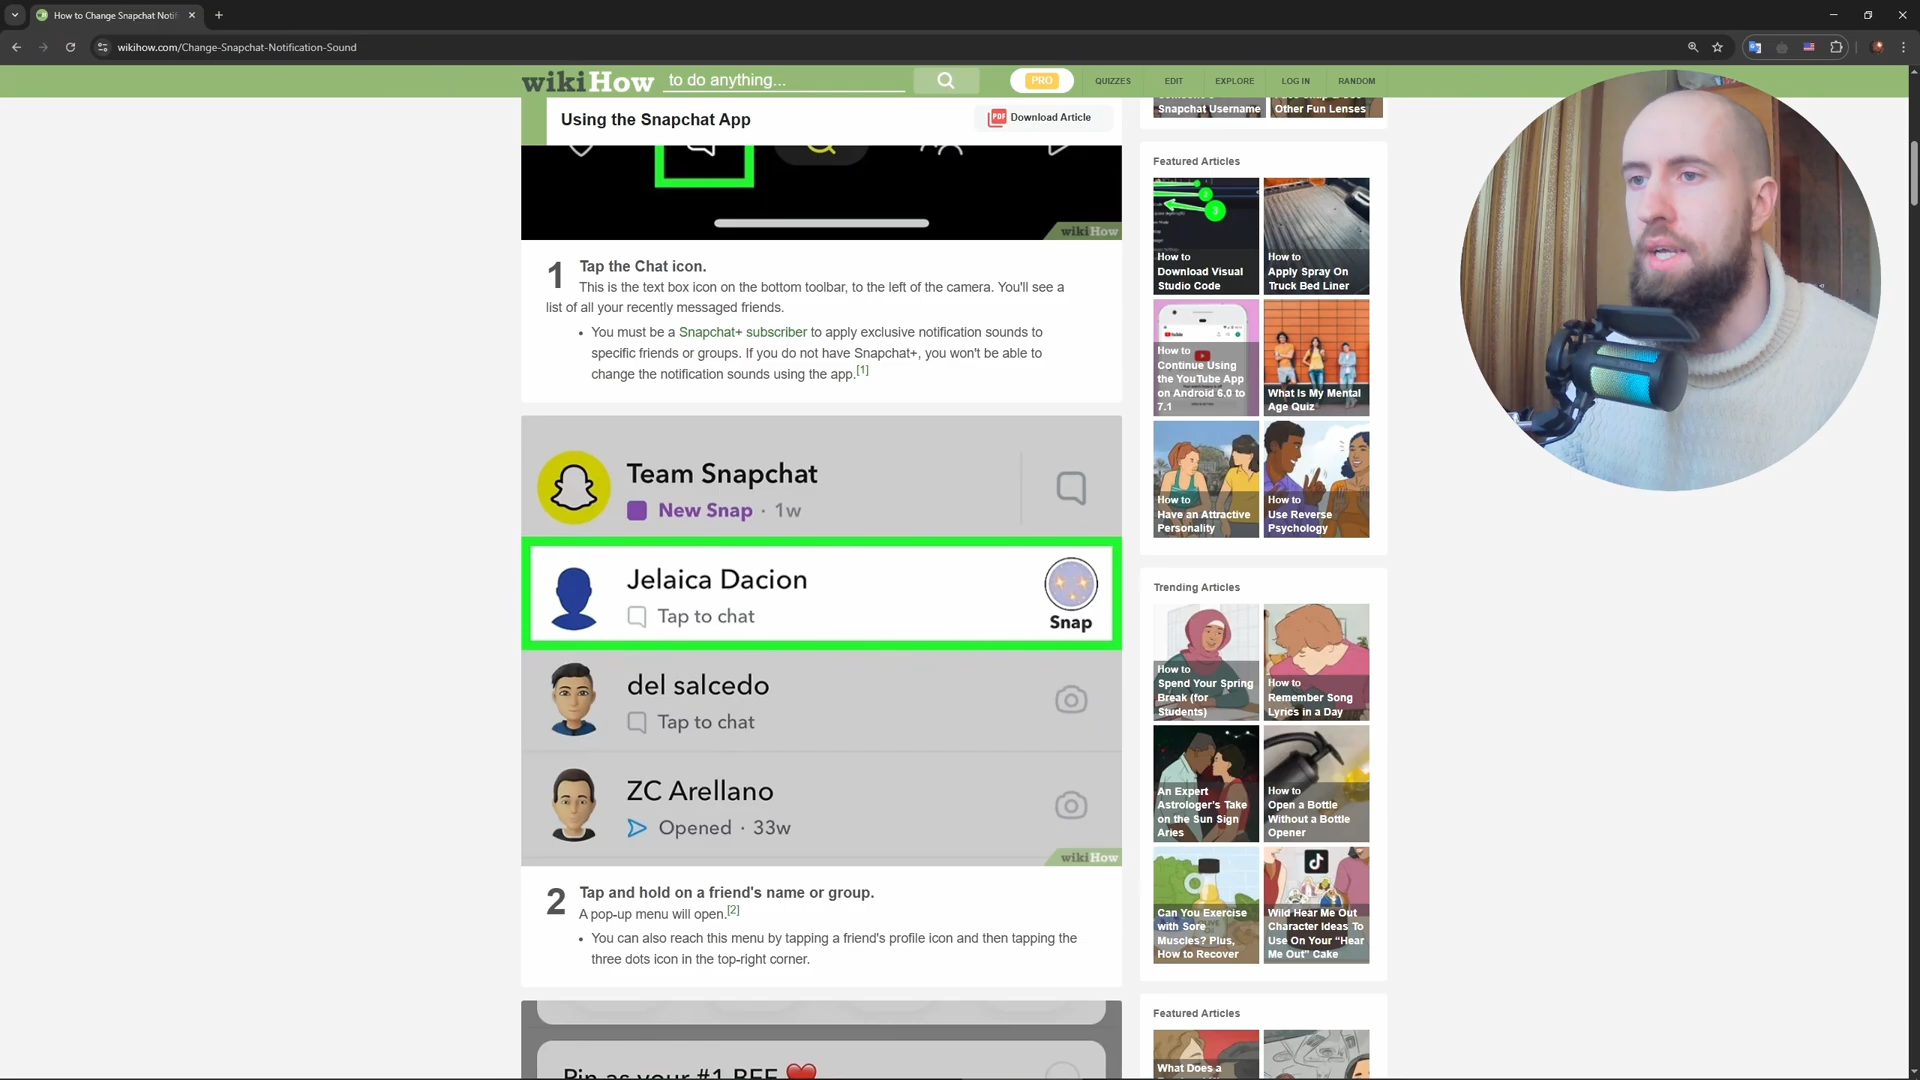 How to Change Snapchat Noti
wikihow.com/Change-Snapchat-Notification-Sound
wikiHow
to do anything...
PRO
QUIZZES
EDIT
EXPLORE
LOG IN
RANDOM
Using the Snapchat App
PDF
Download Article
wikiHow
1
Tap the Chat icon.
This is the text box icon on the bottom toolbar, to the left of the camera. You'll see a
list of all your recently messaged friends.
• You must be a Snapchat+ subscriber to apply exclusive notification sounds to
specific friends or groups. If you do not have Snapchat+, you won't be able to
change the notification sounds using the app.[1]
Team Snapchat
New Snap · 1w
Jelaica Dacion
Tap to chat
Snap
del salcedo
Tap to chat
ZC Arellano
Opened · 33w
wikiHow
2
Tap and hold on a friend's name or group.
A pop-up menu will open.[2]
• You can also reach this menu by tapping a friend's profile icon and then tapping the
three dots icon in the top-right corner.
Pin as your #1 BFF
Snapchat Username
Other Fun Lenses
Featured Articles
3
How to
Download Visual
Studio Code
How to
Apply Spray On
Truck Bed Liner
How to
Continue Using
the YouTube App
on Android 6.0 to
7.1
What Is My Mental
Age Quiz
How to
Have an Attractive
Personality
How to
Use Reverse
Psychology
Trending Articles
How to
Spend Your Spring
Break (for
Students)
How to
Remember Song
Lyrics in a Day
An Expert
Astrologer's Take
on the Sun Sign
Aries
How to
Open a Bottle
Without a Bottle
Opener
Can You Exercise
with Sore
Muscles? Plus,
How to Recover
Wild Hear Me Out
Character Ideas To
Use On Your "Hear
Me Out" Cake
Featured Articles
What Does a